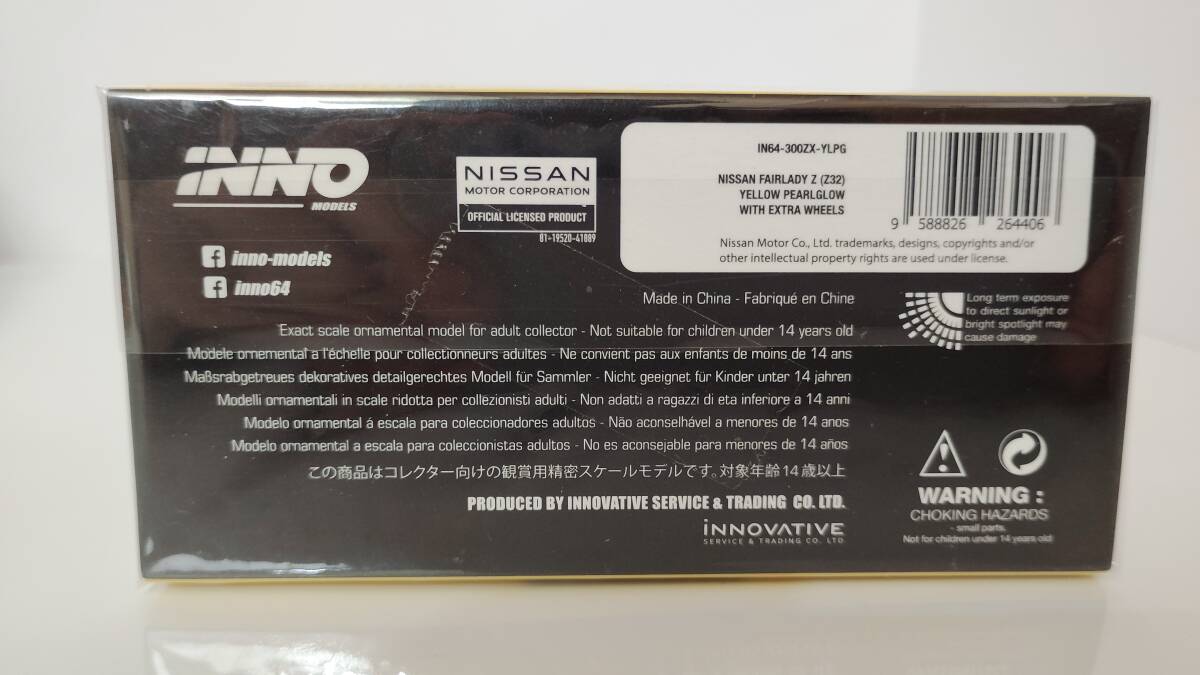 INNO
MODELS
inno-models
inno64
NISSAN
MOTOR CORPORATION
OFFICIAL LICENSED PRODUCT
81-19520-41889
IN64-300ZX-YLPG
NISSAN FAIRLADY Z (Z32)
YELLOW PEARLGLOW
WITH EXTRA WHEELS
9 588826 264406
Nissan Motor Co., Ltd. trademarks, designs, copyrights and/or
other intellectual property rights are used under license.
Made in China - Fabriqué en Chine
Long term exposure
to direct sunlight or
bright spotlight may
cause damage
Exact scale ornamental model for adult collector - Not suitable for children under 14 years old
Modele ornemental a l'échelle pour collectionneurs adultes - Ne convient pas aux enfants de moins de 14 ans
Maßsrabgetreues dekoratives detailgerechtes Modell für Sammler - Nicht geeignet für Kinder unter 14 jahren
Modelli ornamentali in scale ridotta per collezionisti adulti - Non adatti a ragazzi di eta inferiore a 14 anni
Modelo ornamental á escala para coleccionadores adultos - Não aconselhável a menores de 14 anos
Modelo ornamental a escala para coleccionistas adultos - No es aconsejable para menores de 14 años
この商品はコレクター向けの観賞用精密スケールモデルです。対象年齢14歳以上
PRODUCED BY INNOVATIVE SERVICE & TRADING CO. LTD.
INNOVATIVE
SERVICE & TRADING CO. LTD.
WARNING :
CHOKING HAZARDS
- small parts.
Not for children under 14 years old